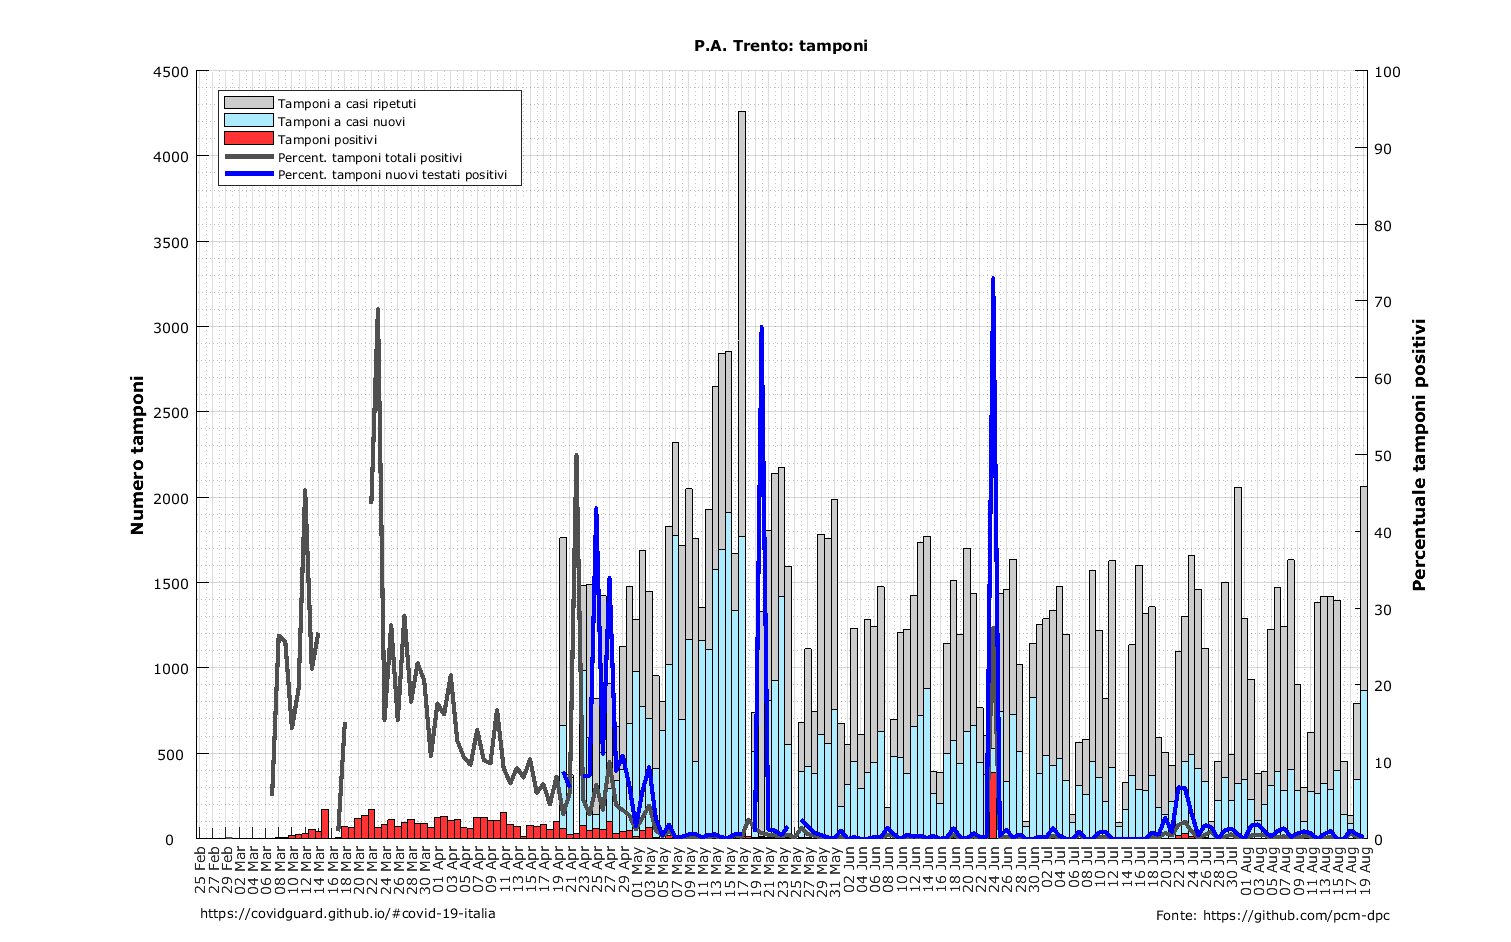 P.A. Trento: tamponi
4500
4000
3500
3000
2500
2000
1500
1000
500
0
100
90
80
70
60
50
40
30
20
10
0
Tamponi a casi ripetuti
Tamponi a casi nuovi
Tamponi positivi
Percent. tamponi totali positivi
Percent. tamponi nuovi testati positivi
Numero tamponi
Percentuale tamponi positivi
25 Feb
27 Feb
29 Feb
02 Mar
04 Mar
06 Mar
08 Mar
10 Mar
12 Mar
14 Mar
16 Mar
18 Mar
20 Mar
22 Mar
24 Mar
26 Mar
28 Mar
30 Mar
01 Apr
03 Apr
05 Apr
07 Apr
09 Apr
11 Apr
13 Apr
15 Apr
17 Apr
19 Apr
21 Apr
23 Apr
25 Apr
27 Apr
29 Apr
01 May
03 May
05 May
07 May
09 May
11 May
13 May
15 May
17 May
19 May
21 May
23 May
25 May
27 May
29 May
31 May
02 Jun
04 Jun
06 Jun
08 Jun
10 Jun
12 Jun
14 Jun
16 Jun
18 Jun
20 Jun
22 Jun
24 Jun
26 Jun
28 Jun
30 Jun
02 Jul
04 Jul
06 Jul
08 Jul
10 Jul
12 Jul
14 Jul
16 Jul
18 Jul
20 Jul
22 Jul
24 Jul
26 Jul
28 Jul
30 Jul
01 Aug
03 Aug
05 Aug
07 Aug
09 Aug
11 Aug
13 Aug
15 Aug
17 Aug
19 Aug
https://covidguard.github.io/#covid-19-italia
Fonte: https://github.com/pcm-dpc